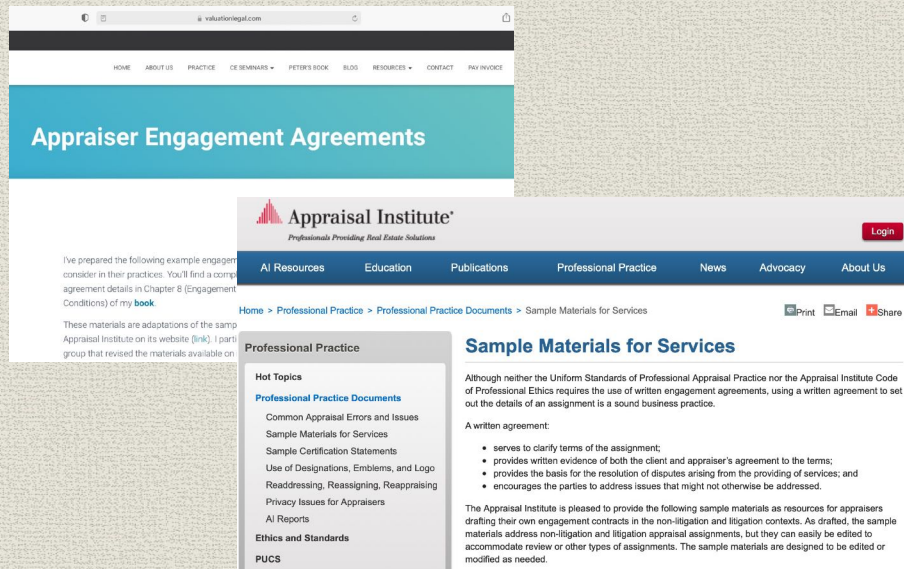 valuationlegal.com
HOME ABOUT US PRACTICE CE SEMINARS PETER'S BOOK BLOG RESOURCES CONTACT PAY INVOICE
Appraiser Engagement Agreements
I've prepared the following example engagem
consider in their practices. You'll find a comp
agreement details in Chapter 8 (Engagement
Conditions) of my book.
These materials are adaptations of the samp
Appraisal Institute on its website (link). I parti
group that revised the materials available on
Appraisal Institute
Professionals Providing Real Estate Solutions
Login
AI Resources Education Publications Professional Practice News Advocacy About Us
Home > Professional Practice > Professional Practice Documents > Sample Materials for Services
Print Email Share
Professional Practice
Hot Topics
Professional Practice Documents
Common Appraisal Errors and Issues
Sample Materials for Services
Sample Certification Statements
Use of Designations, Emblems, and Logo
Readdressing, Reassigning, Reappraising
Privacy Issues for Appraisers
AI Reports
Ethics and Standards
PUCS
Sample Materials for Services
Although neither the Uniform Standards of Professional Appraisal Practice nor the Appraisal Institute Code
of Professional Ethics requires the use of written engagement agreements, using a written agreement to set
out the details of an assignment is a sound business practice.
A written agreement:
• serves to clarify terms of the assignment;
• provides written evidence of both the client and appraiser's agreement to the terms;
• provides the basis for the resolution of disputes arising from the providing of services; and
• encourages the parties to address issues that might not otherwise be addressed.
The Appraisal Institute is pleased to provide the following sample materials as resources for appraisers
drafting their own engagement contracts in the non-litigation and litigation contexts. As drafted, the sample
materials address non-litigation and litigation appraisal assignments, but they can easily be edited to
accommodate review or other types of assignments. The sample materials are designed to be edited or
modified as needed.